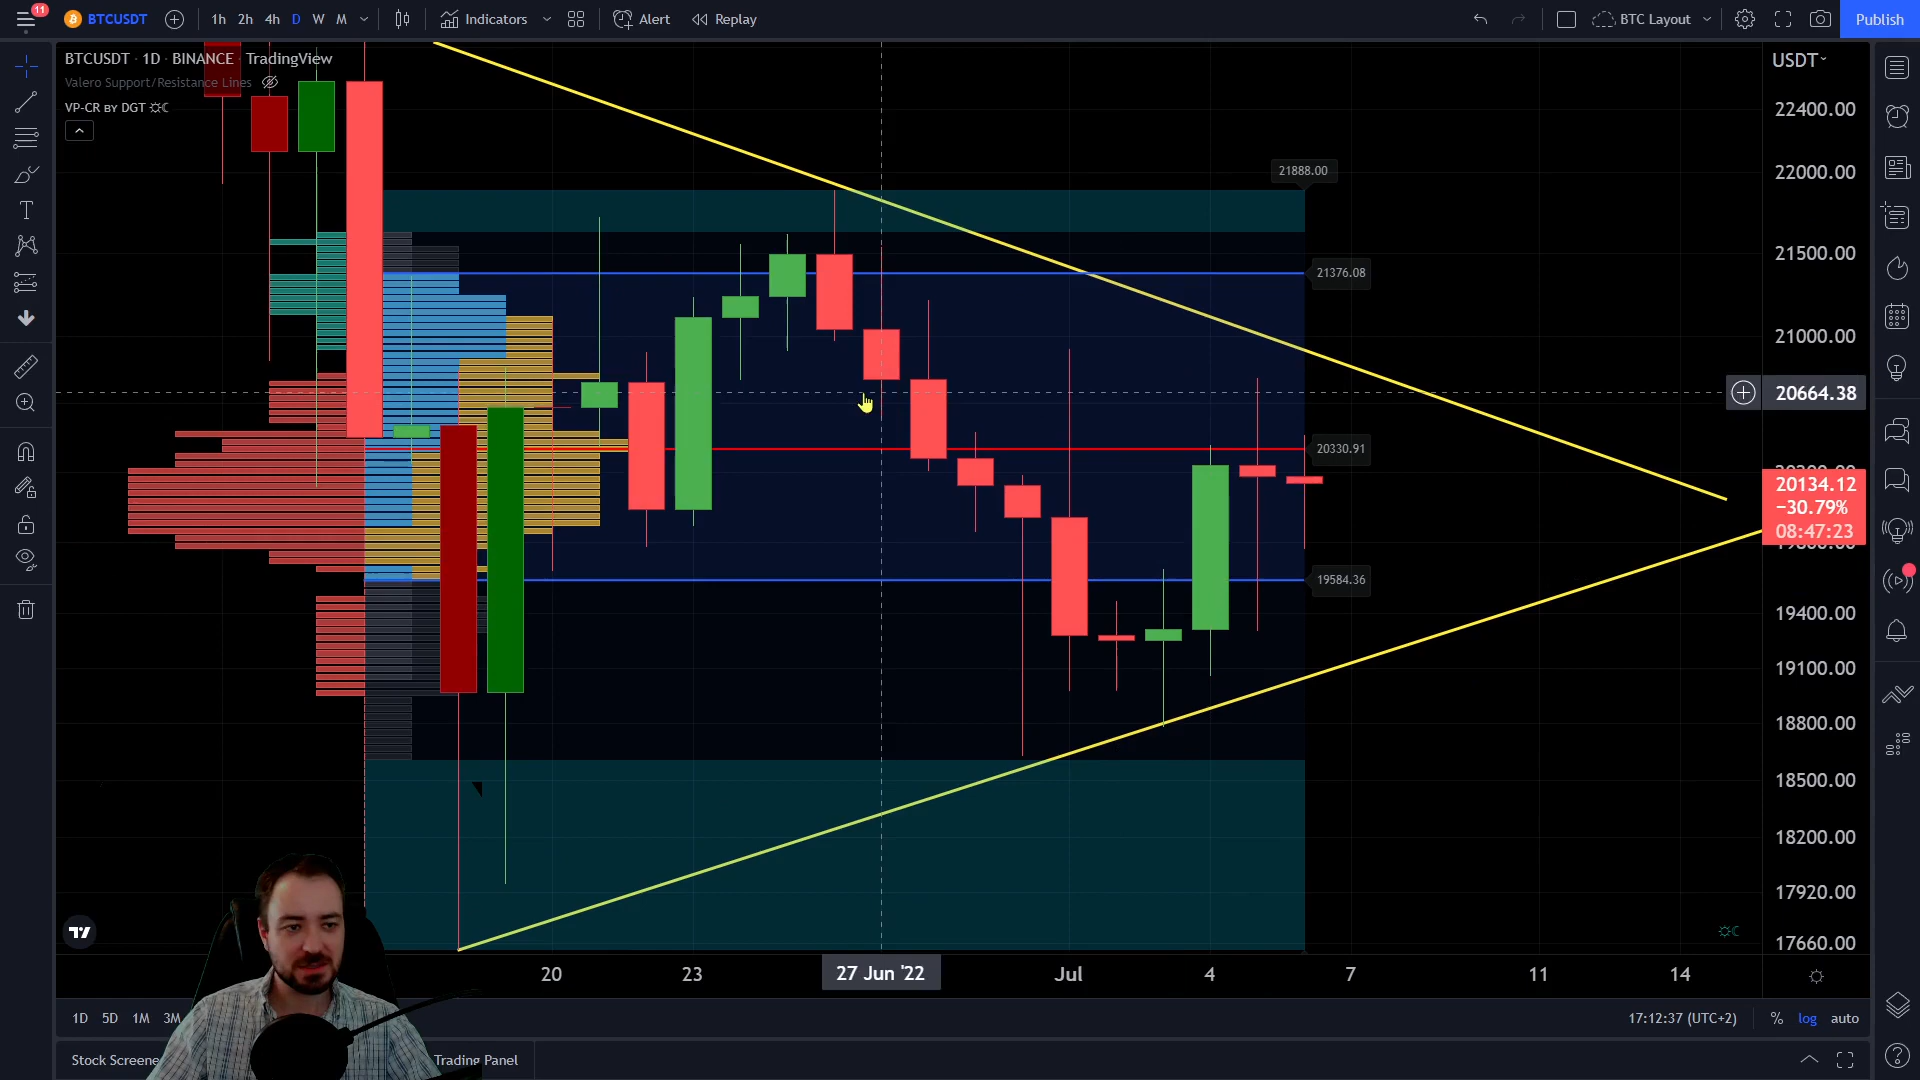 11
BTCUSDT
1h 2h 4h D W M
Indicators
Alert
Replay
BTC Layout
Publish
BTCUSDT · 1D · BINANCE · TradingView
USDT
Valero Support/Resistance Lines
VP-CR BY DGT
22400.00
22000.00
21888.00
21500.00
21376.08
21000.00
20664.38
20330.91
20134.12
−30.79%
08:47:23
19584.36
19400.00
19100.00
18800.00
18500.00
18200.00
17920.00
17660.00
20 23 27 Jun '22 Jul 4 7 11 14
1D 5D 1M 3M
17:12:37 (UTC+2) % log auto
Stock Screene Trading Panel